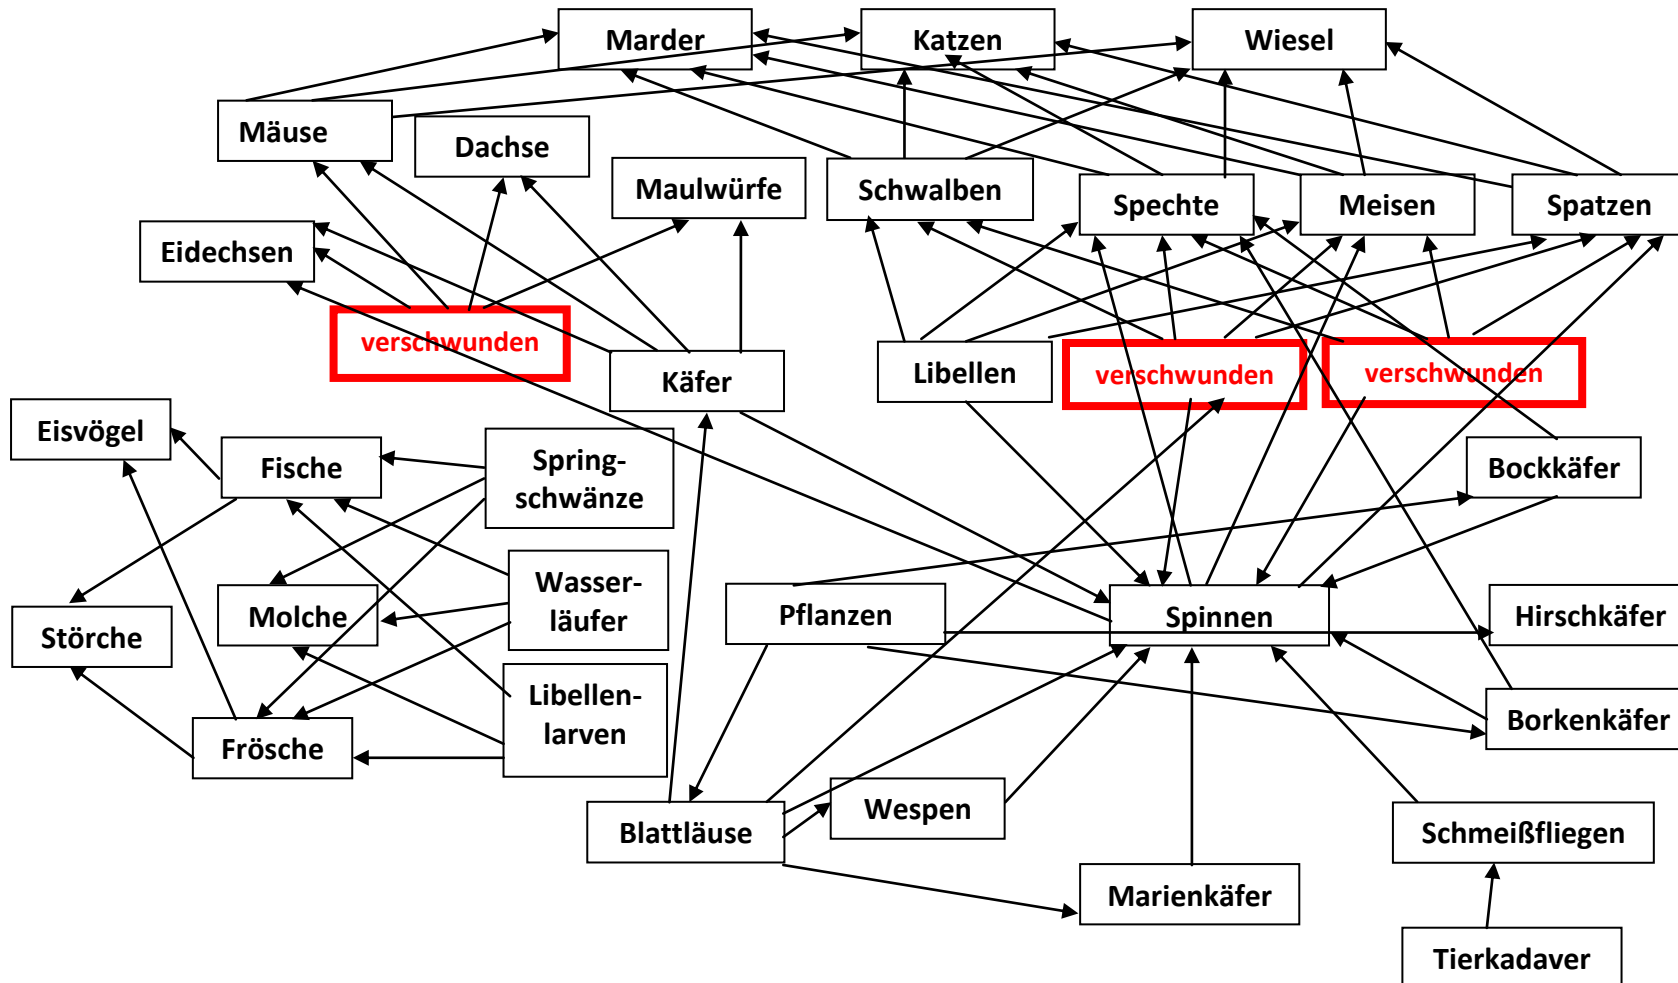 Marder
Katzen
Wiesel
Mäuse
Dachse
Maulwürfe
Schwalben
Spechte
Meisen
Spatzen
Eidechsen
verschwunden
Käfer
Libellen
verschwunden
verschwunden
Eisvögel
Fische
Spring-
schwänze
Bockkäfer
Störche
Molche
Wasser-
läufer
Pflanzen
Spinnen
Hirschkäfer
Frösche
Libellen-
larven
Borkenkäfer
Blattläuse
Wespen
Schmeißfliegen
Marienkäfer
Tierkadaver